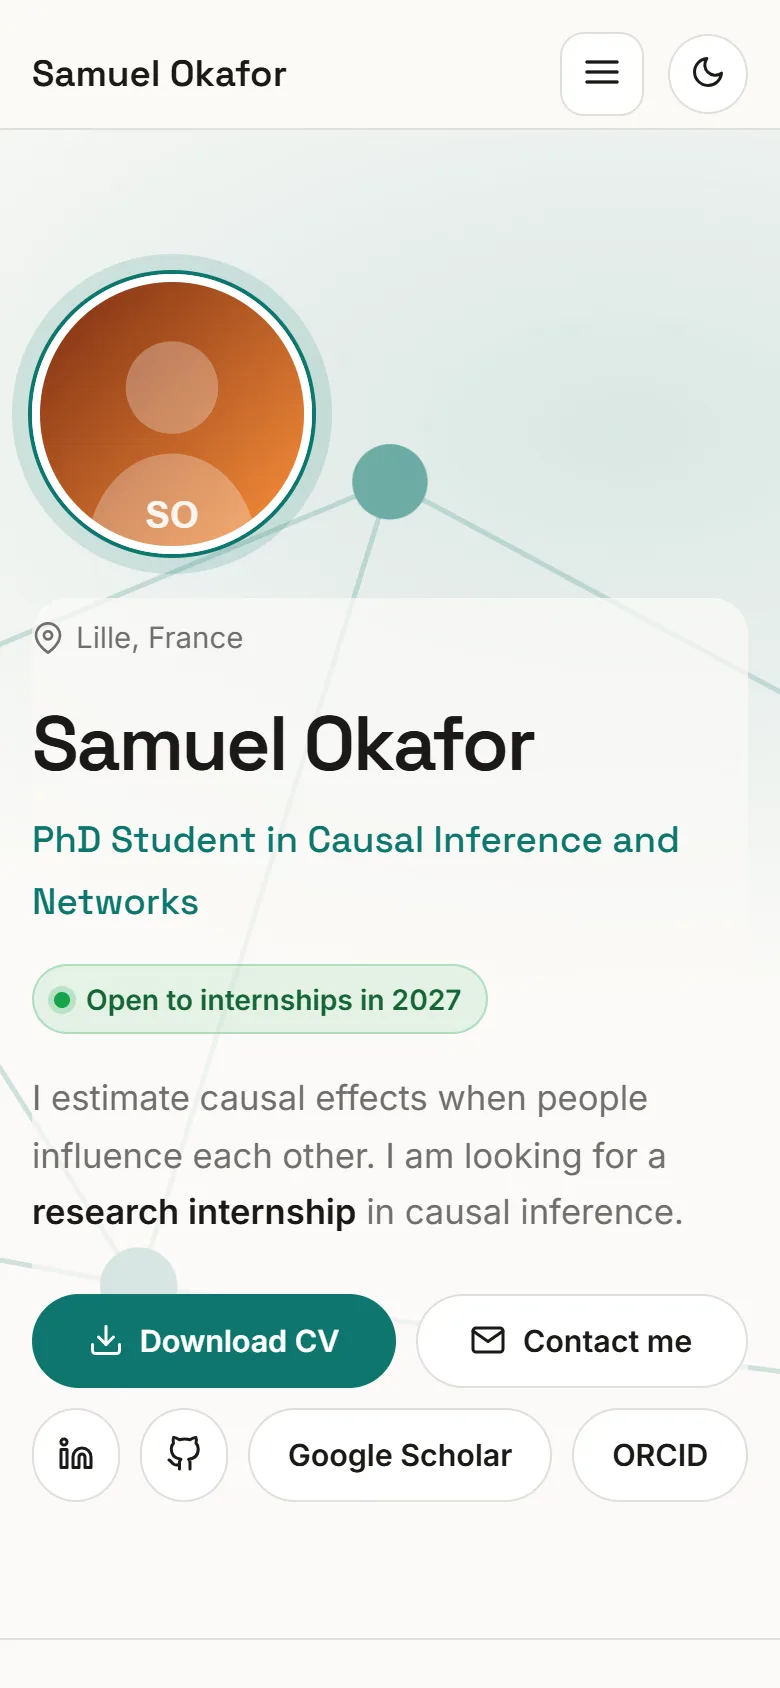 Samuel Okafor
SO
Lille, France
Samuel Okafor
PhD Student in Causal Inference and
Networks
Open to internships in 2027
I estimate causal effects when people
influence each other. I am looking for a
research internship in causal inference.
Download CV
Contact me
in
Google Scholar
ORCID